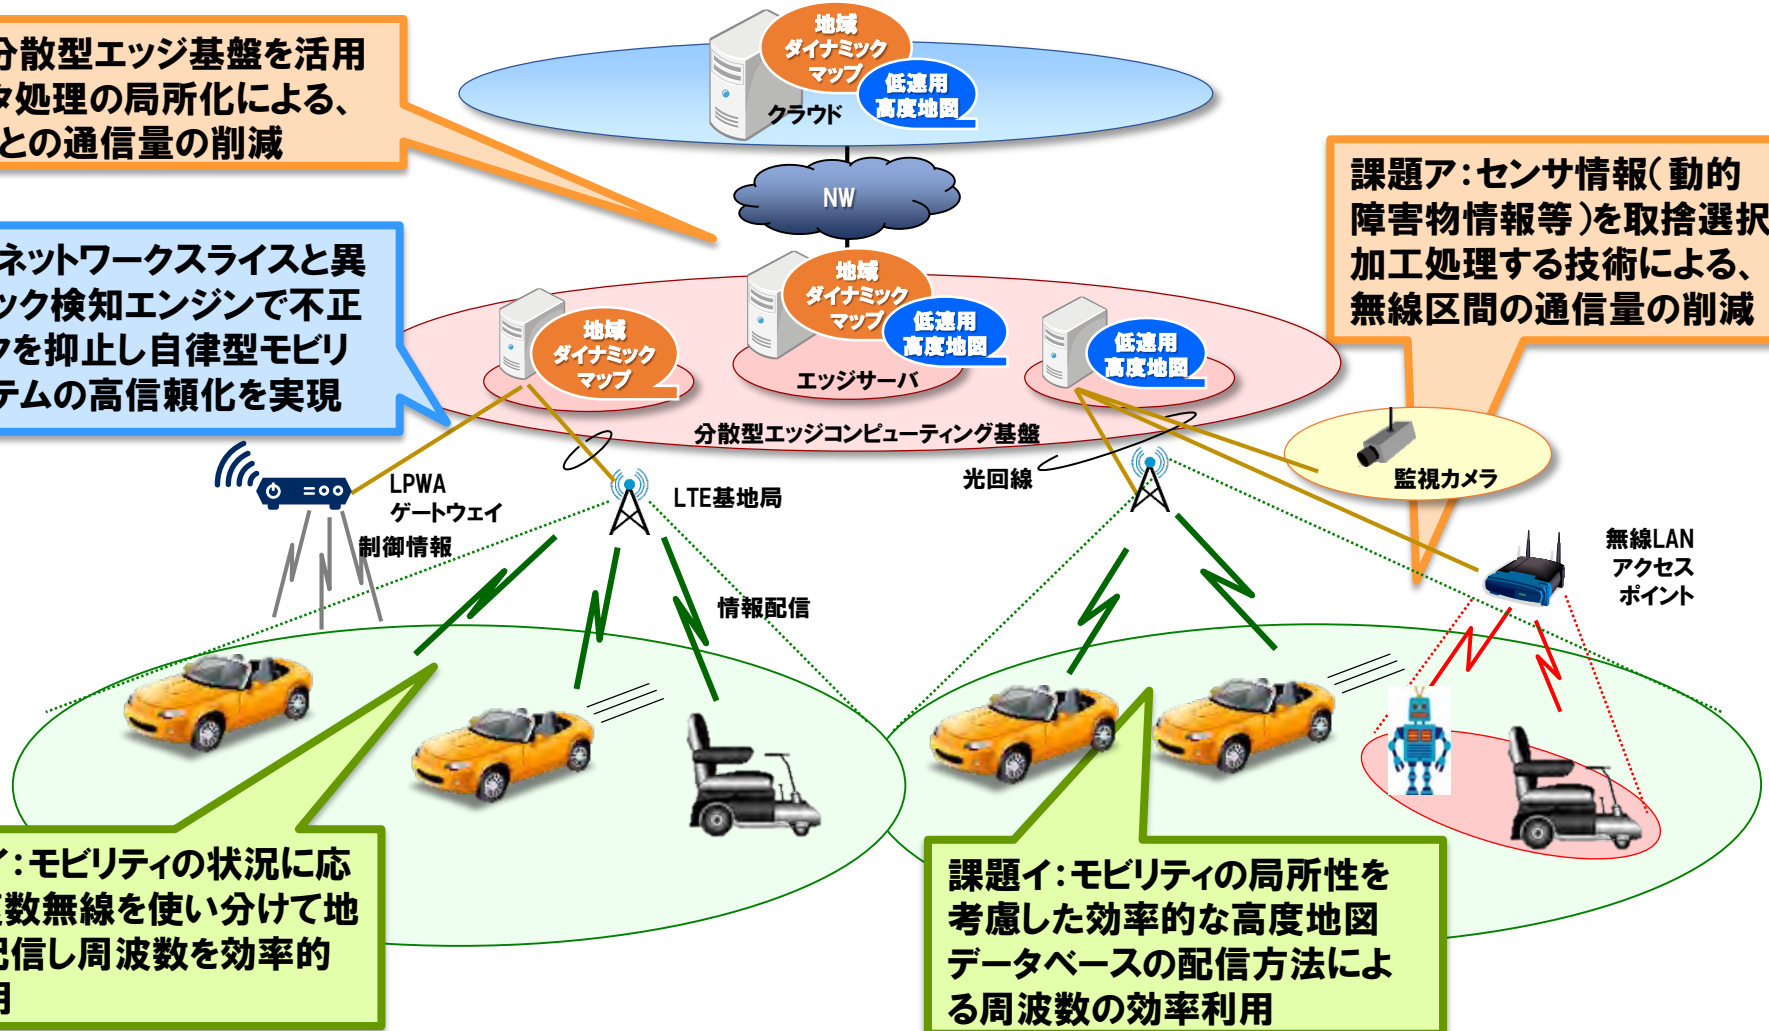 分散型エッジ基盤を活用
タ処理の局所化による、
との通信量の削減
地域
ダイナミック
マップ
低速用
高度地図
クラウド
NW
課題ア：センサ情報（動的
障害物情報等）を取捨選択
加工処理する技術による、
無線区間の通信量の削減
ネットワークスライスと異
ック検知エンジンで不正
クを抑止し自律型モビリ
テムの高信頼化を実現
地域
ダイナミック
マップ
地域
ダイナミック
マップ
低速用
高度地図
エッジサーバ
低速用
高度地図
分散型エッジコンピューティング基盤
監視カメラ
LPWA
ゲートウェイ
制御情報
LTE基地局
光回線
無線LAN
アクセス
ポイント
情報配信
イ：モビリティの状況に応
数無線を使い分けて地
配信し周波数を効率的
用
課題イ：モビリティの局所性を
考慮した効率的な高度地図
データベースの配信方法によ
る周波数の効率利用